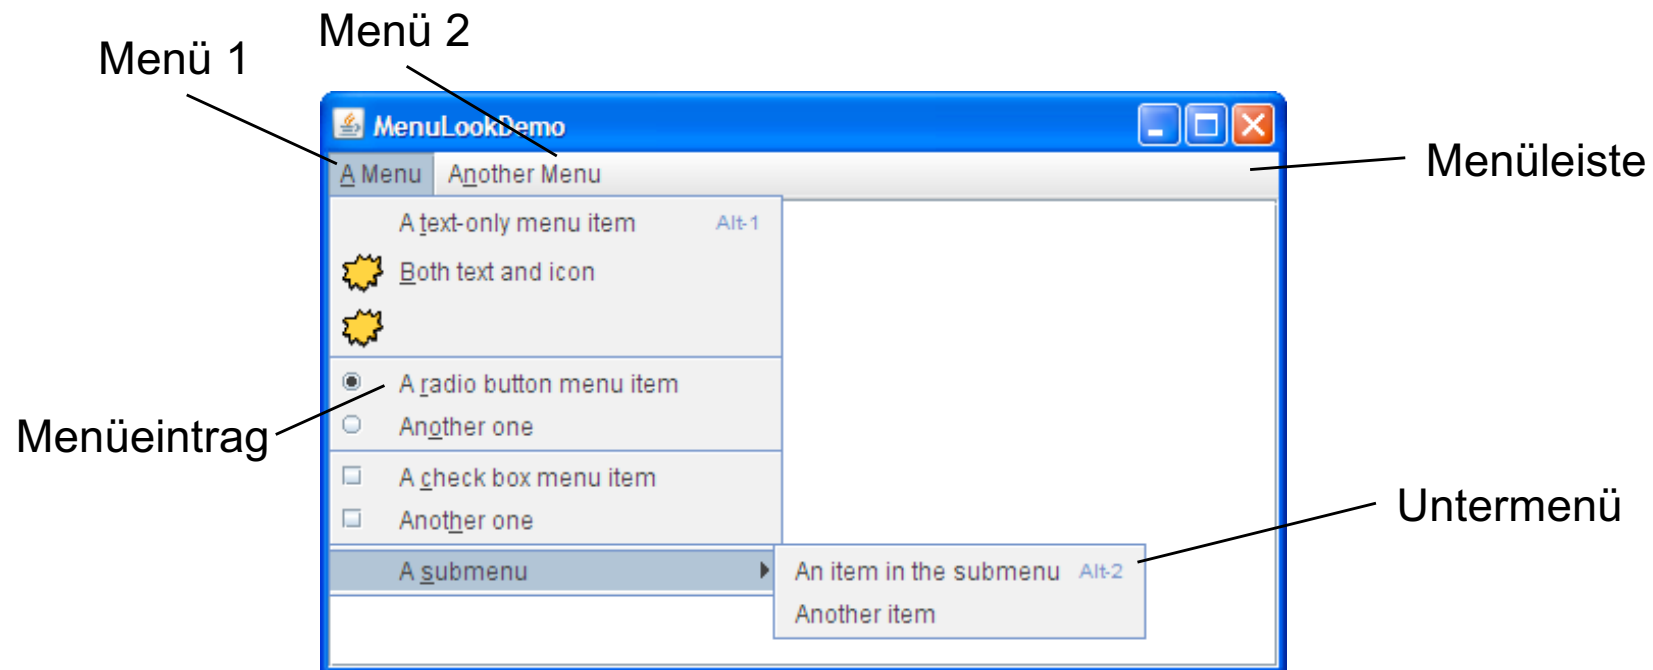 Menü 1
Menü 2
MenuLookDemo
Menüleiste
A Menu
Another Menu
A text-only menu item Alt-1
Both text and icon
A radio button menu item
Menüeintrag
Another one
A check box menu item
Another one
Untermenü
A submenu
An item in the submenu Alt-2
Another item